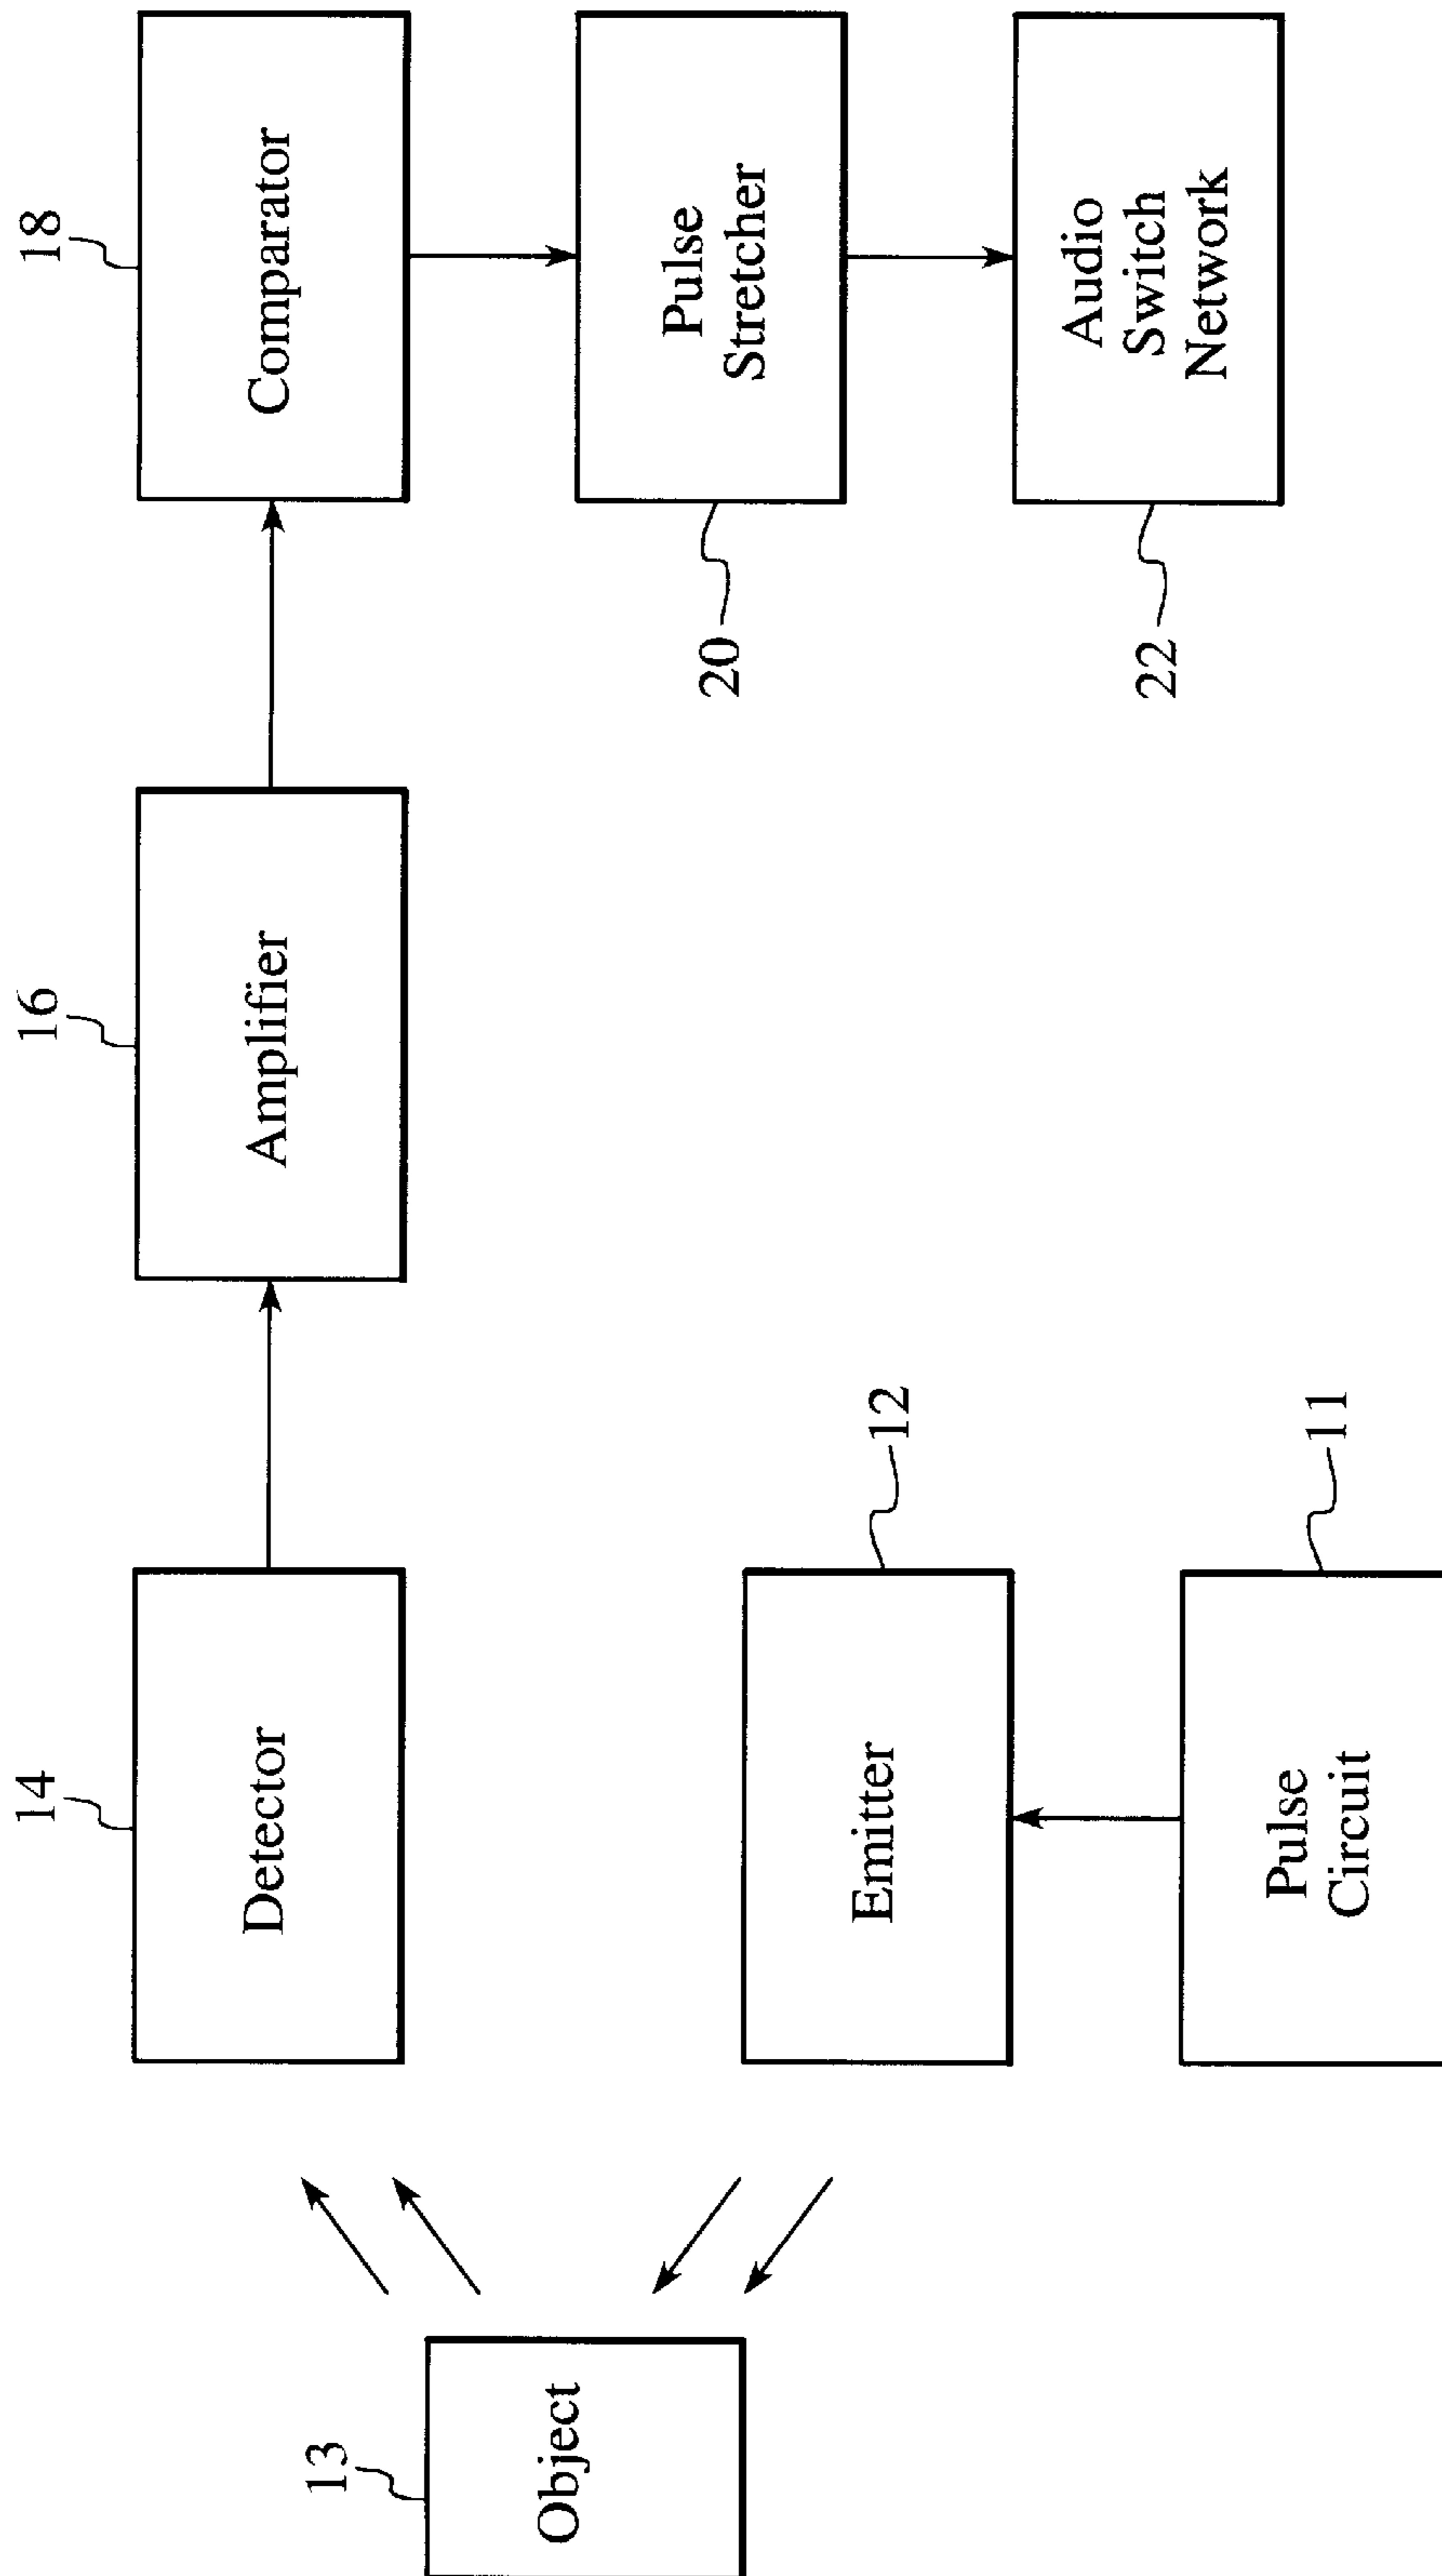 14
Detector
16
Amplifier
18
Comparator
13
Object
Emitter
12
20
Pulse
Stretcher
Pulse
Circuit
11
22
Audio
Switch
Network